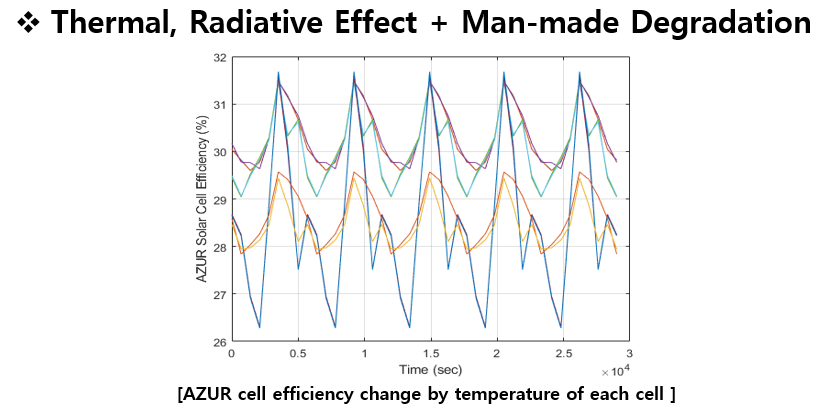 ❖ Thermal, Radiative Effect + Man-made Degradation
32
31
30
29
28
27
26
AZUR Solar Cell Efficiency (%)
0 0.5 1 1.5 2 2.5 3
Time (sec)
×10⁴
[AZUR cell efficiency change by temperature of each cell ]